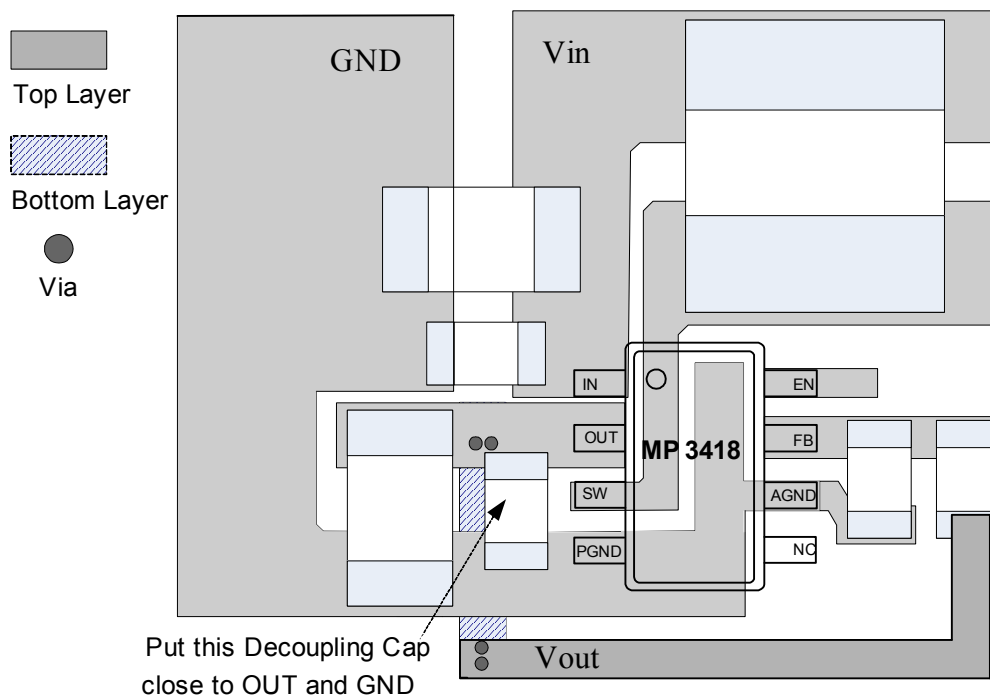 Top Layer
Bottom Layer
Via
GND
Vin
IN
EN
OUT
MP 3418
FB
SW
AGND
PGND
NC
Put this Decoupling Cap
close to OUT and GND
Vout